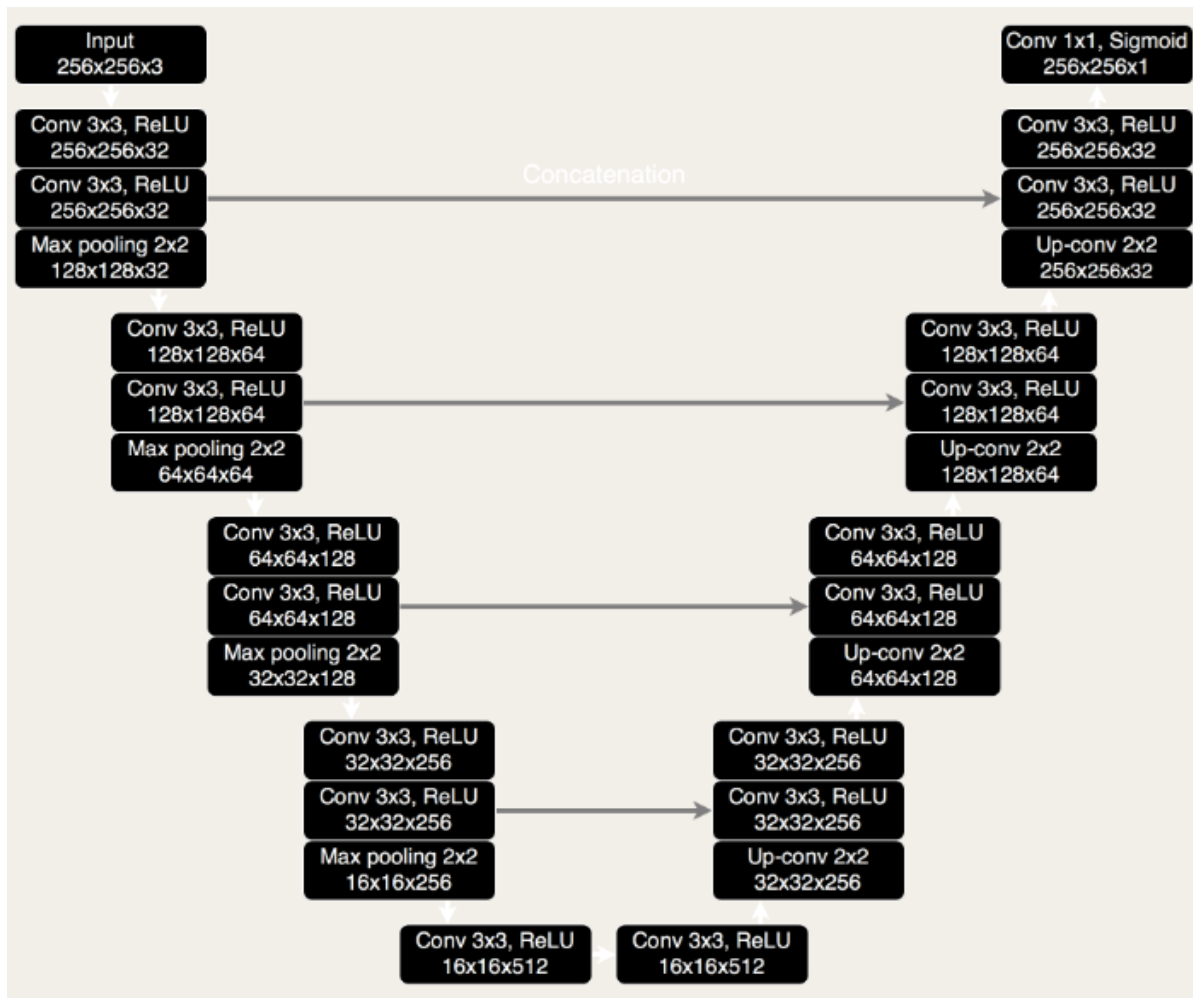 Input
256x256x3
Conv 3x3, ReLU
256x256x32
Conv 3x3, ReLU
256x256x32
Max pooling 2x2
128x128x32
Conv 3x3, ReLU
128x128x64
Conv 3x3, ReLU
128x128x64
Max pooling 2x2
64x64x64
Conv 3x3, ReLU
64x64x128
Conv 3x3, ReLU
64x64x128
Max pooling 2x2
32x32x128
Conv 3x3, ReLU
32x32x256
Conv 3x3, ReLU
32x32x256
Max pooling 2x2
16x16x256
Conv 3x3, ReLU
16x16x512
Conv 3x3, ReLU
16x16x512
Concatenation
Conv 1x1, Sigmoid
256x256x1
Conv 3x3, ReLU
256x256x32
Conv 3x3, ReLU
256x256x32
Up-conv 2x2
256x256x32
Conv 3x3, ReLU
128x128x64
Conv 3x3, ReLU
128x128x64
Up-conv 2x2
128x128x64
Conv 3x3, ReLU
64x64x128
Conv 3x3, ReLU
64x64x128
Up-conv 2x2
64x64x128
Conv 3x3, ReLU
32x32x256
Conv 3x3, ReLU
32x32x256
Up-conv 2x2
32x32x256